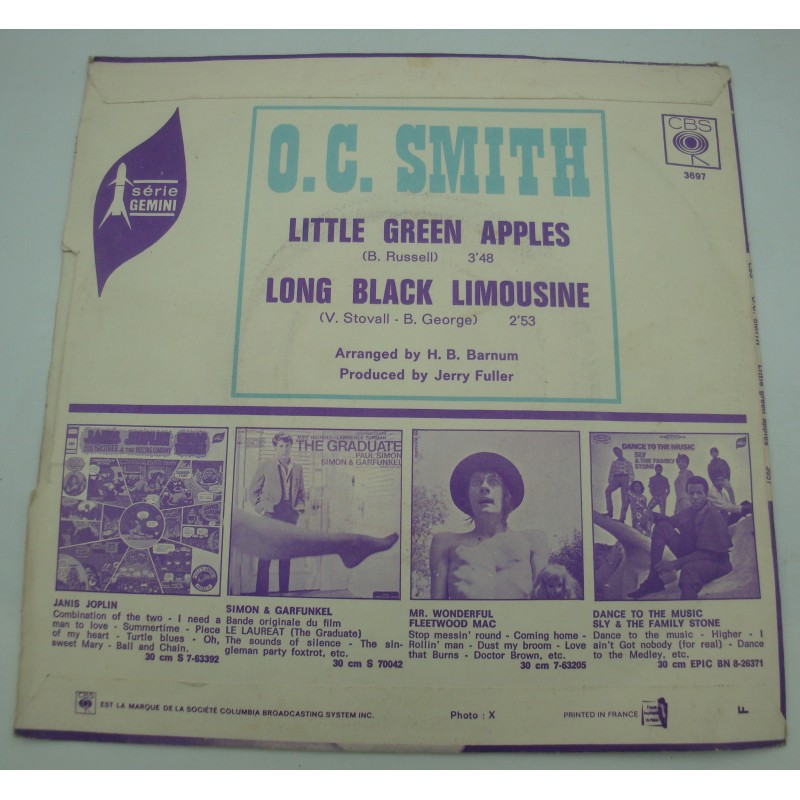 série
GEMINI
O.C. SMITH
LITTLE GREEN APPLES
(B. Russell) 3'48
LONG BLACK LIMOUSINE
(V. Stovall - B. George) 2'53
Arranged by H. B. Barnum
Produced by Jerry Fuller
CBS
3697
JANIS JOPLIN
THE GRADUATE
PAUL SIMON
SIMON & GARFUNKEL
DANCE TO THE MUSIC
SLY
& THE FAMILY
STONE
JANIS JOPLIN
Combination of the two - I need a
man to love - Summertime - Piece
of my heart - Turtle blues - Oh,
sweet Mary - Ball and Chain.
30 cm S 7-63392
SIMON & GARFUNKEL
Bande originale du film
LE LAUREAT (The Graduate)
The sounds of silence - The sin-
gleman party foxtrot, etc.
30 cm S 70042
MR. WONDERFUL
FLEETWOOD MAC
Stop messin' round - Coming home -
Rollin' man - Dust my broom - Love
that Burns - Doctor Brown, etc.
30 cm 7-63205
DANCE TO THE MUSIC
SLY & THE FAMILY STONE
Dance to the music - Higher - I
ain't Got nobody (for real) - Dance
to the Medley, etc.
30 cm EPIC BN 8-26371
CBS
EST LA MARQUE DE LA SOCIÉTÉ COLUMBIA BROADCASTING SYSTEM INC.
Photo : X
PRINTED IN FRANCE
F